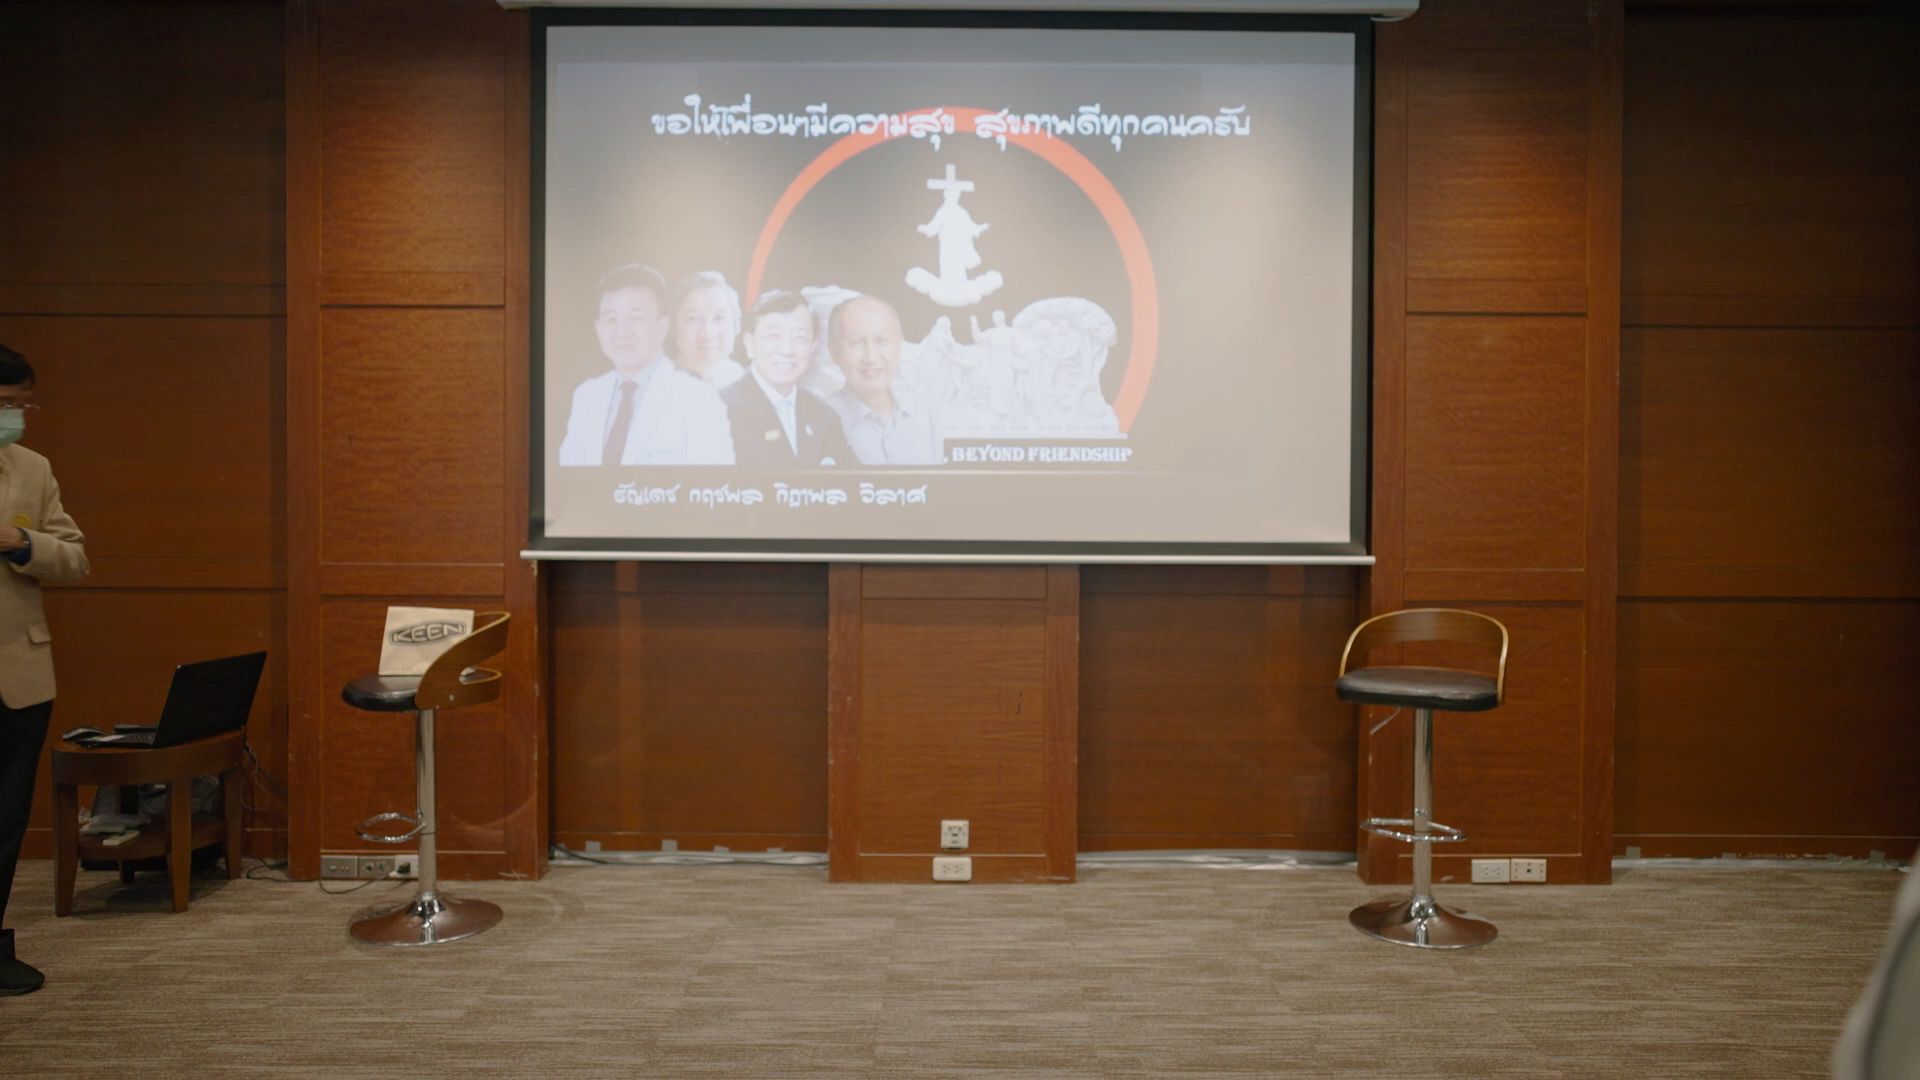 ขอให้เพื่อนๆมีความสุข สุขภาพดีทุกคนครับ
BEYOND FRIENDSHIP
ธัญเดช กฤชพล กิฎาพล วิลาศ
KEEN